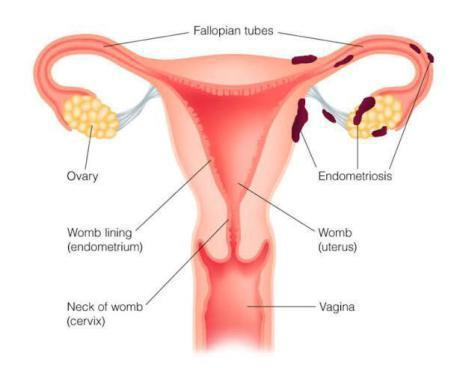 Fallopian tubes
Ovary
Endometriosis
Womb lining
(endometrium)
Womb
(uterus)
Neck of womb
(cervix)
Vagina